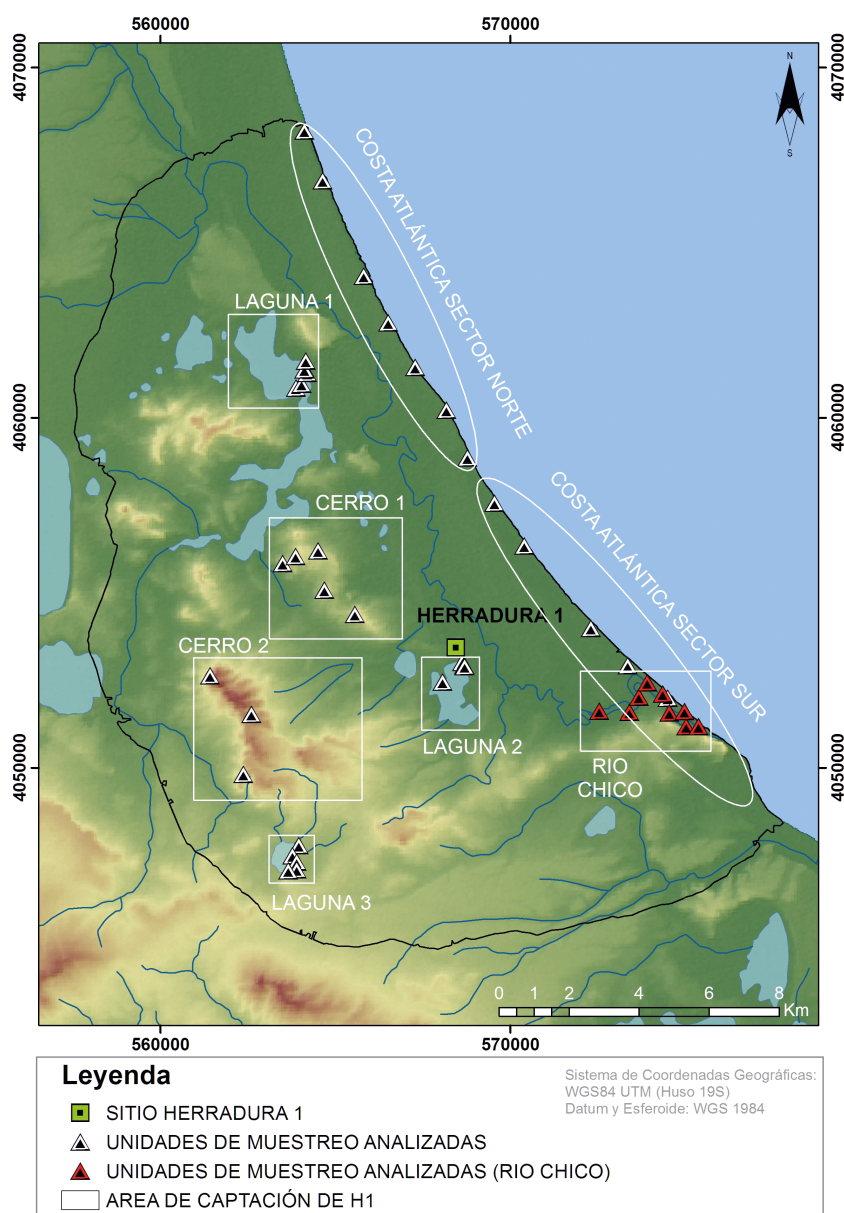 560000
570000
4070000
4070000
N
S
COSTA ATLÁNTICA SECTOR NORTE
LAGUNA 1
4060000
4060000
COSTA ATLÁNTICA SECTOR SUR
CERRO 1
HERRADURA 1
CERRO 2
LAGUNA 2
RIO
CHICO
4050000
4050000
LAGUNA 3
0 1 2 4 6 8
Km
560000
570000
Leyenda
Sistema de Coordenadas Geográficas:
WGS84 UTM (Huso 19S)
Datum y Esferoide: WGS 1984
SITIO HERRADURA 1
UNIDADES DE MUESTREO ANALIZADAS
UNIDADES DE MUESTREO ANALIZADAS (RIO CHICO)
AREA DE CAPTACIÓN DE H1